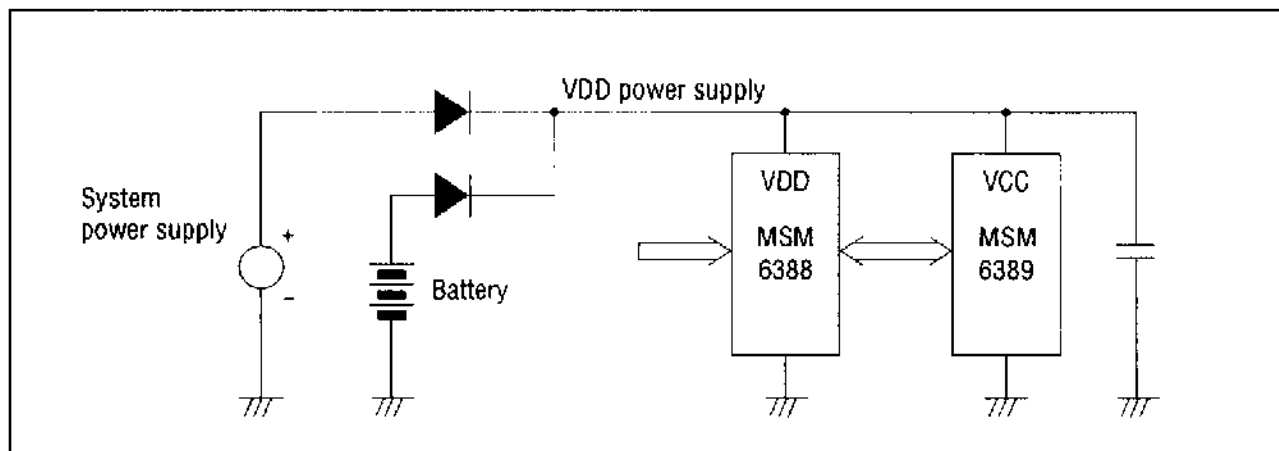 VDD power supply
System
power supply
+
−
Battery
VDD
MSM
6388
VCC
MSM
6389